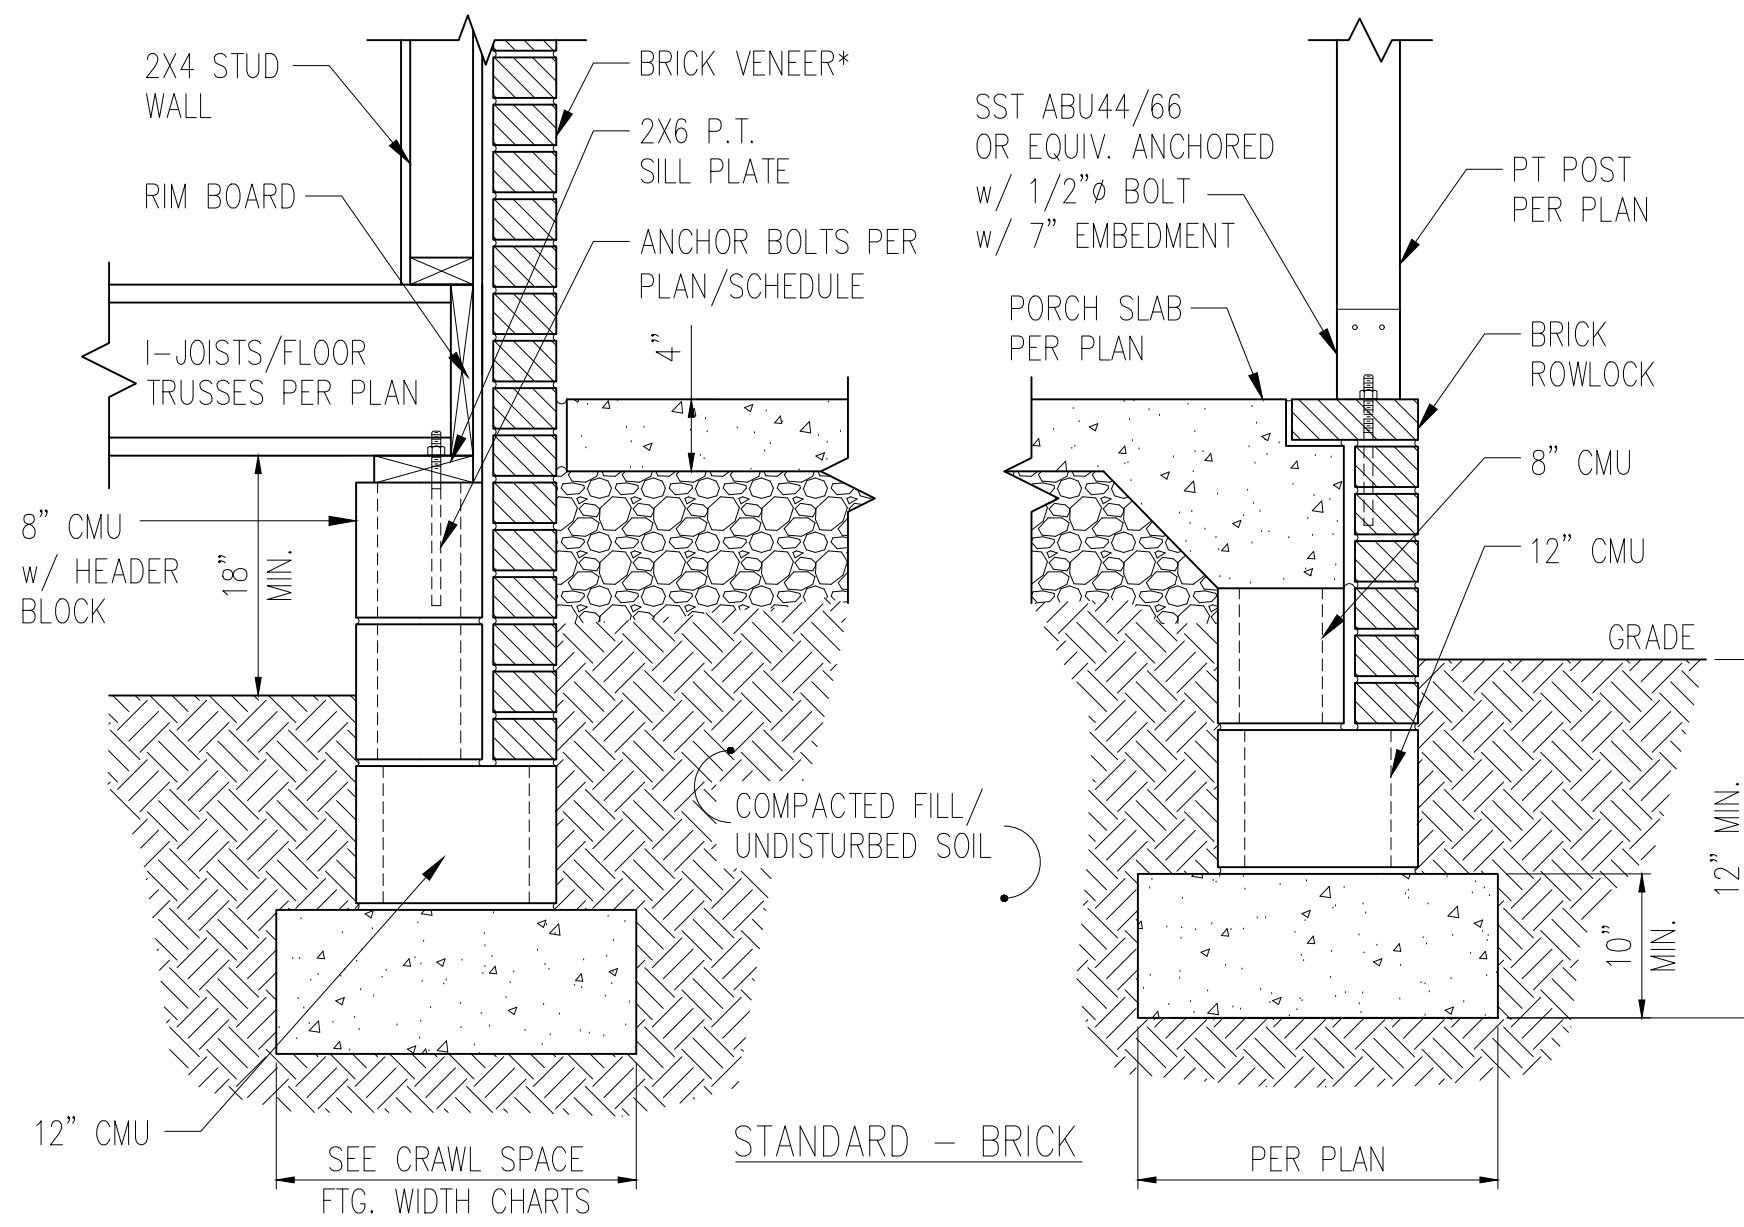 2X4 STUD
WALL
RIM BOARD
I-JOISTS/FLOOR
TRUSSES PER PLAN
8" CMU
w/ HEADER
BLOCK
18"
MIN.
12" CMU
SEE CRAWL SPACE
FTG. WIDTH CHARTS
BRICK VENEER*
2X6 P.T.
SILL PLATE
ANCHOR BOLTS PER
PLAN/SCHEDULE
4"
COMPACTED FILL/
UNDISTURBED SOIL
STANDARD - BRICK
SST ABU44/66
OR EQUIV. ANCHORED
w/ 1/2"ø BOLT
w/ 7" EMBEDMENT
PORCH SLAB
PER PLAN
PT POST
PER PLAN
BRICK
ROWLOCK
8" CMU
12" CMU
GRADE
12" MIN.
10"
MIN.
PER PLAN